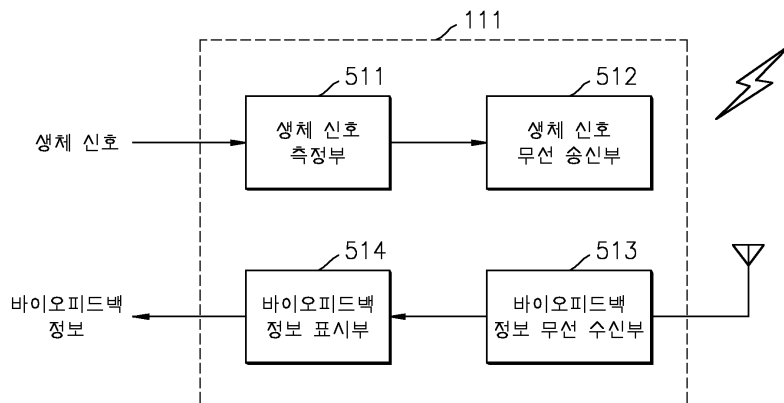 111
511
512
생체 신호
생체 신호
측정부
생체 신호
무선 송신부
514
513
바이오피드백
정보
바이오피드백
정보 표시부
바이오피드백
정보 무선 수신부